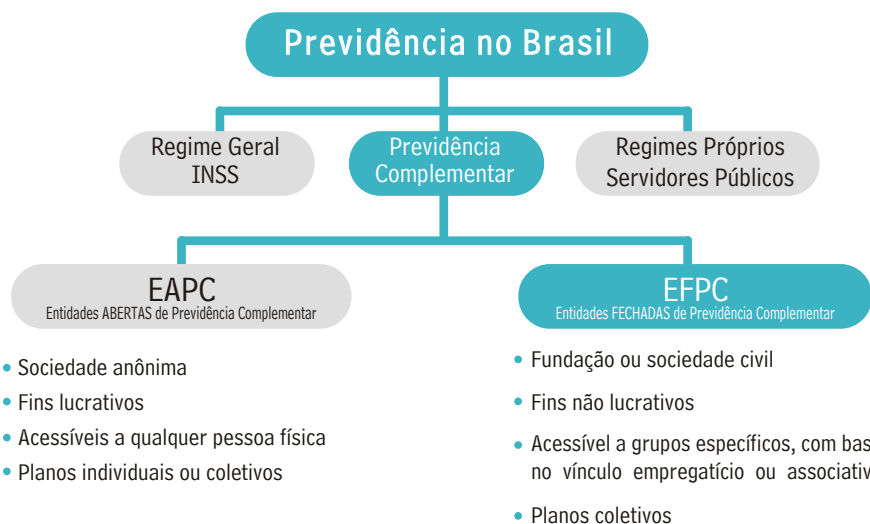 Previdência no Brasil
Regime Geral
INSS
Previdência
Complementar
Regimes Próprios
Servidores Públicos
EAPC
Entidades ABERTAS de Previdência Complementar
• Sociedade anônima
• Fins lucrativos
• Acessíveis a qualquer pessoa física
• Planos individuais ou coletivos
EFPC
Entidades FECHADAS de Previdência Complementar
• Fundação ou sociedade civil
• Fins não lucrativos
• Acessível a grupos específicos, com bas
no vínculo empregatício ou associativ
• Planos coletivos